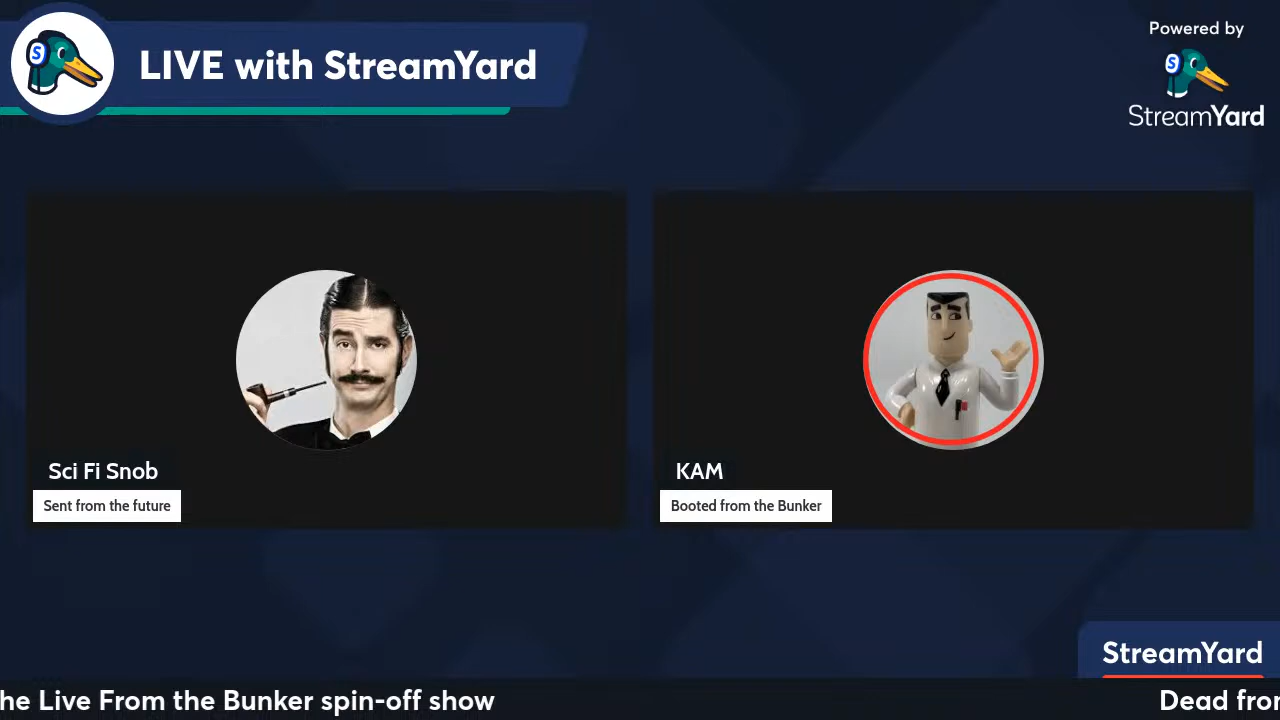 S
LIVE with StreamYard
Powered by
S
StreamYard
Sci Fi Snob
Sent from the future
KAM
Booted from the Bunker
StreamYard
he Live From the Bunker spin-off show
Dead from